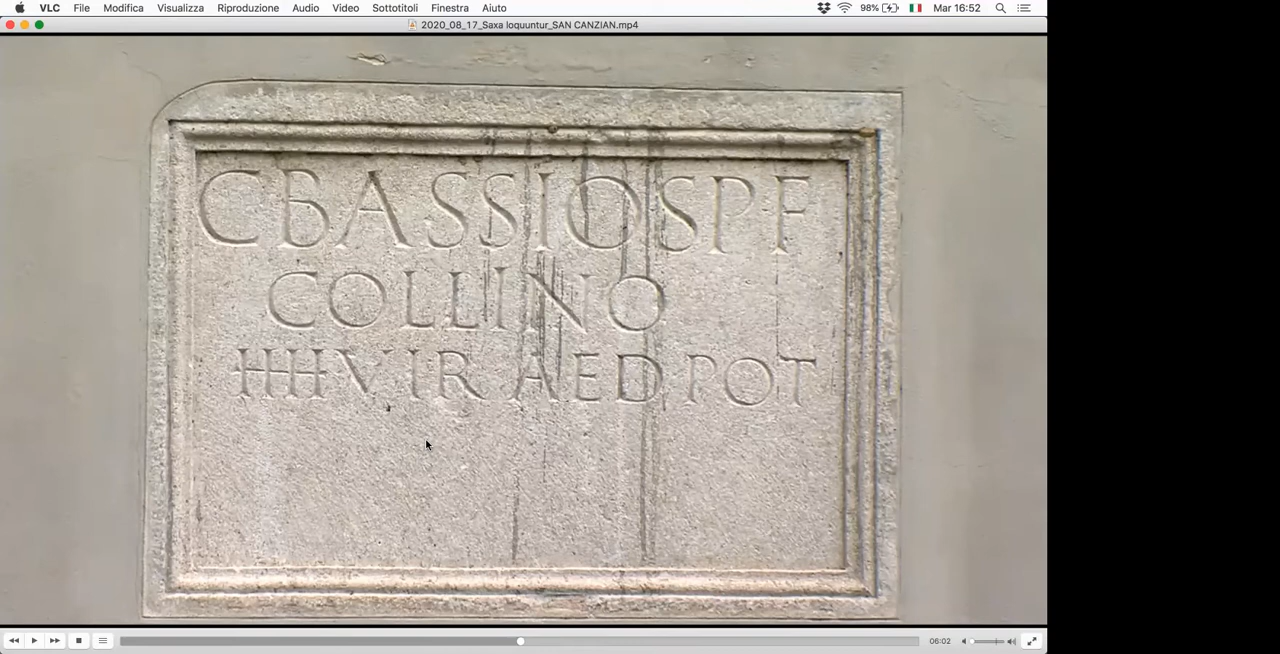 VLC File Modifica Visualizza Riproduzione Audio Video Sottotitoli Finestra Aiuto 98% Mar 16:52
2020_08_17_Saxa loquuntur_SAN CANZIAN.mp4
C BASSIO SP F
COLLINO
IIIIVIR AED POT
06:02